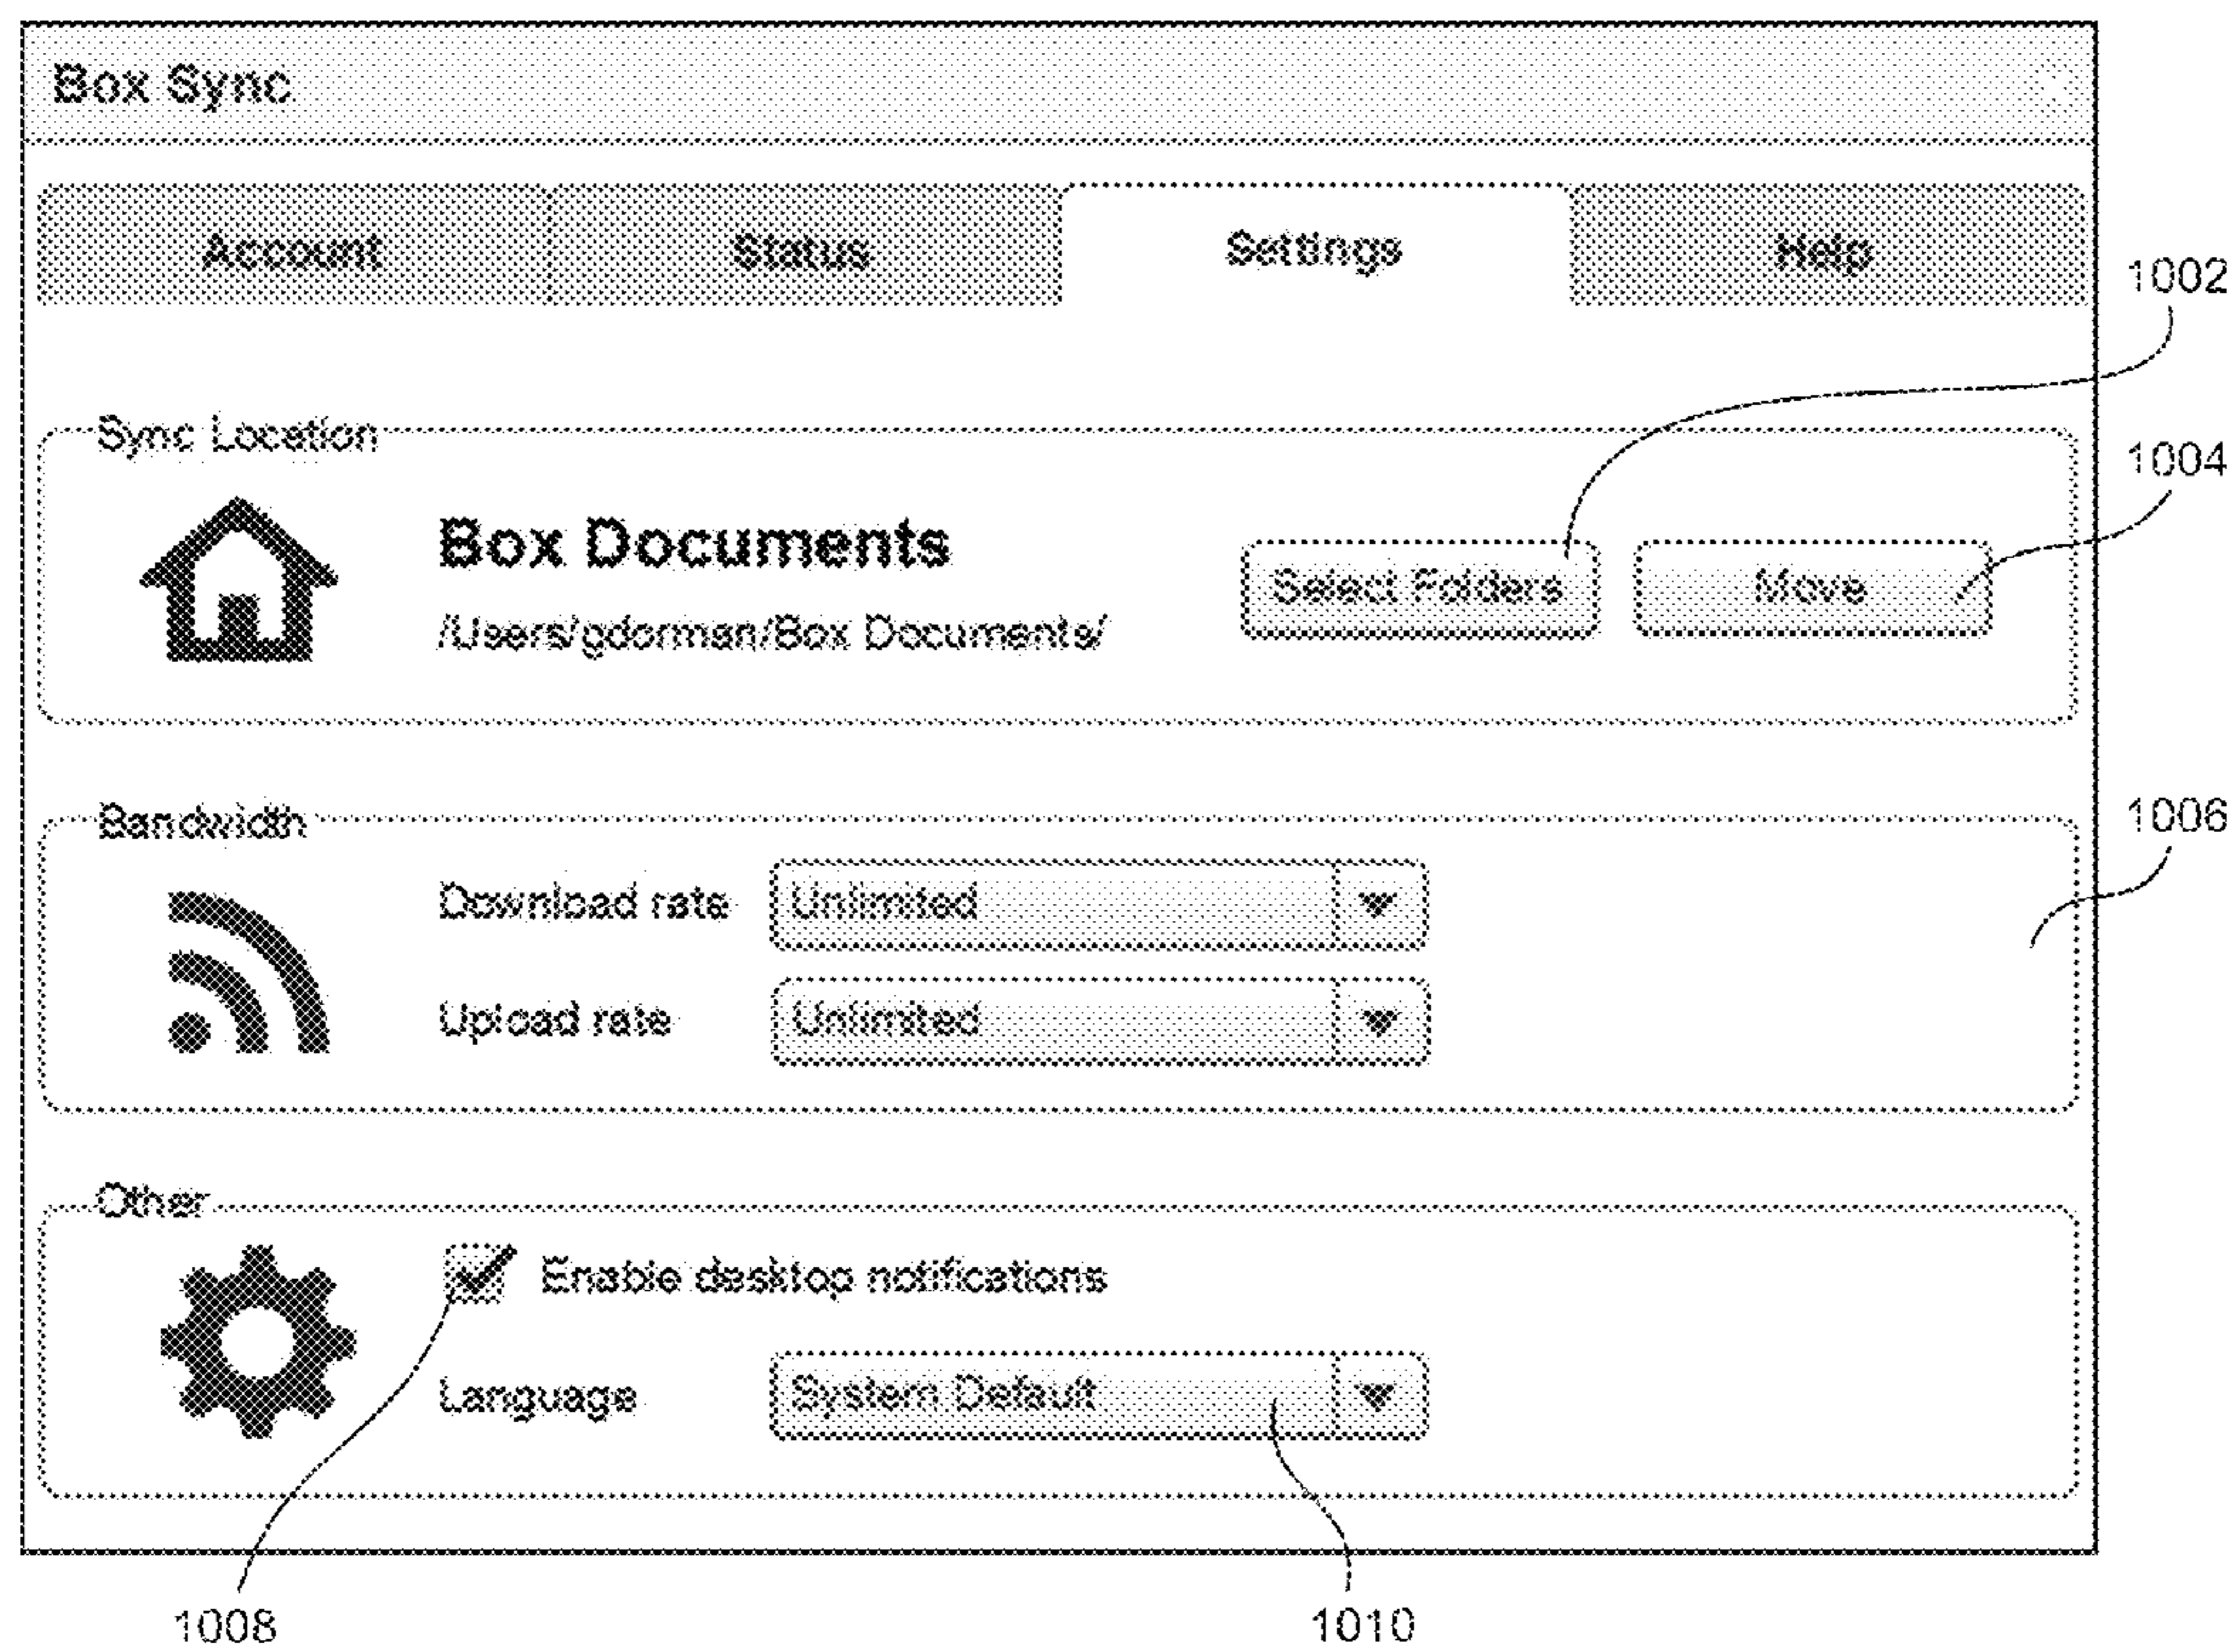 Box Sync
Account Status Settings Help
1002
Sync Location
1004
Box Documents
Select Folders Move
/Users/gdorman/Box Documents/
Bandwidth
1006
Download rate Unlimited
Upload rate Unlimited
Other
Enable desktop notifications
Language System Default
1008 1010